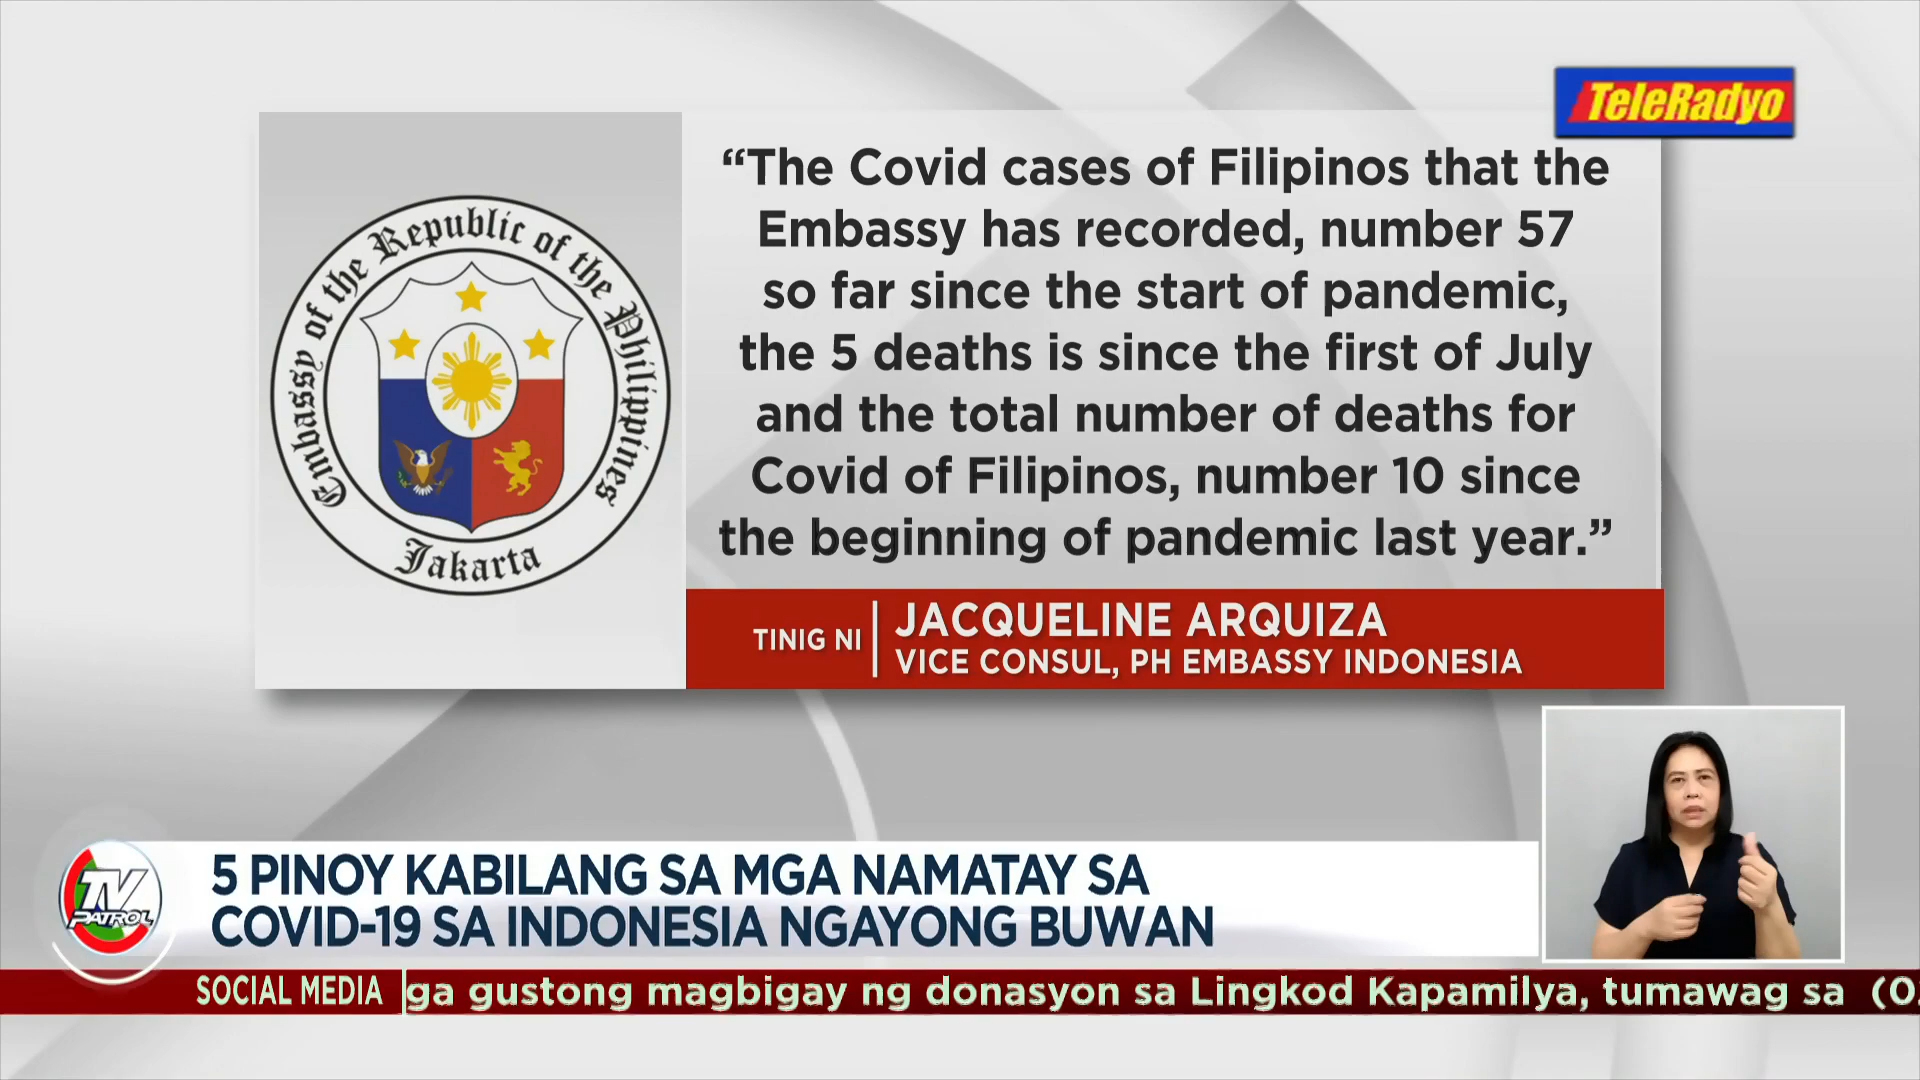 TeleRadyo
“The Covid cases of Filipinos that the
Embassy has recorded, number 57
so far since the start of pandemic,
the 5 deaths is since the first of July
and the total number of deaths for
Covid of Filipinos, number 10 since
the beginning of pandemic last year.”
Embassy of the Republic of the Philippines
Jakarta
TINIG NI
JACQUELINE ARQUIZA
VICE CONSUL, PH EMBASSY INDONESIA
TV PATROL
5 PINOY KABILANG SA MGA NAMATAY SA
COVID-19 SA INDONESIA NGAYONG BUWAN
SOCIAL MEDIA
ga gustong magbigay ng donasyon sa Lingkod Kapamilya, tumawag sa (0